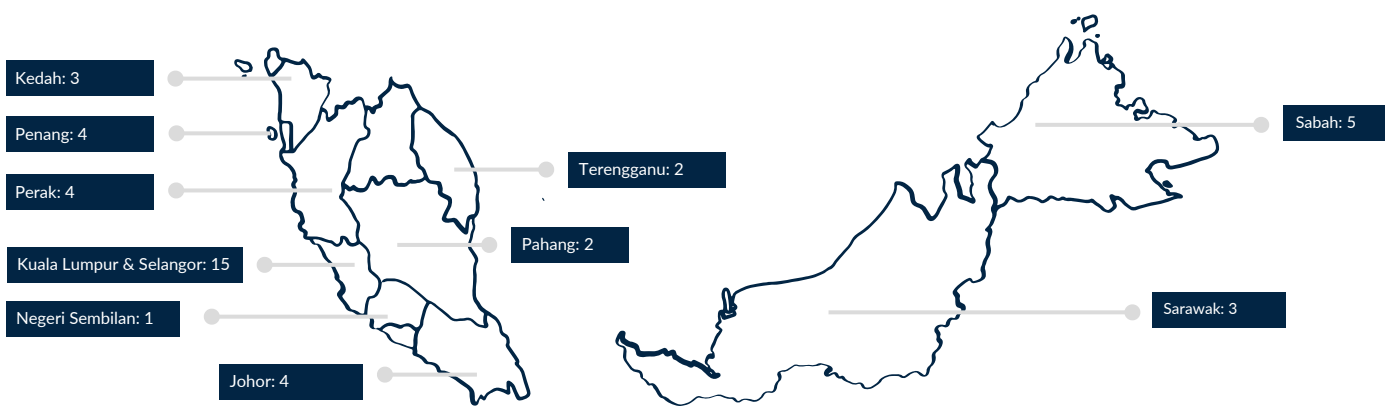 Kedah: 3
Penang: 4
Perak: 4
Kuala Lumpur & Selangor: 15
Negeri Sembilan: 1
Johor: 4
Terengganu: 2
Pahang: 2
Sabah: 5
Sarawak: 3